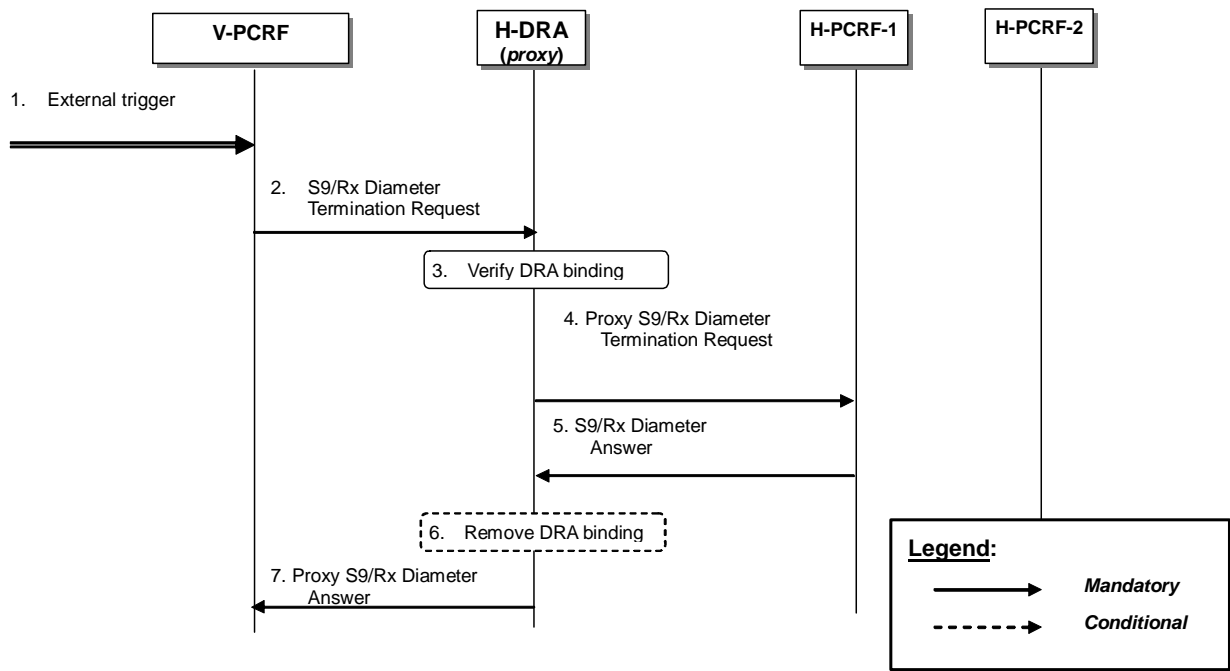 V-PCRF
H-DRA
(proxy)
H-PCRF-1
H-PCRF-2
1. External trigger
2. S9/Rx Diameter
Termination Request
3. Verify DRA binding
4. Proxy S9/Rx Diameter
Termination Request
5. S9/Rx Diameter
Answer
6. Remove DRA binding
7. Proxy S9/Rx Diameter
Answer
Legend:
Mandatory
Conditional